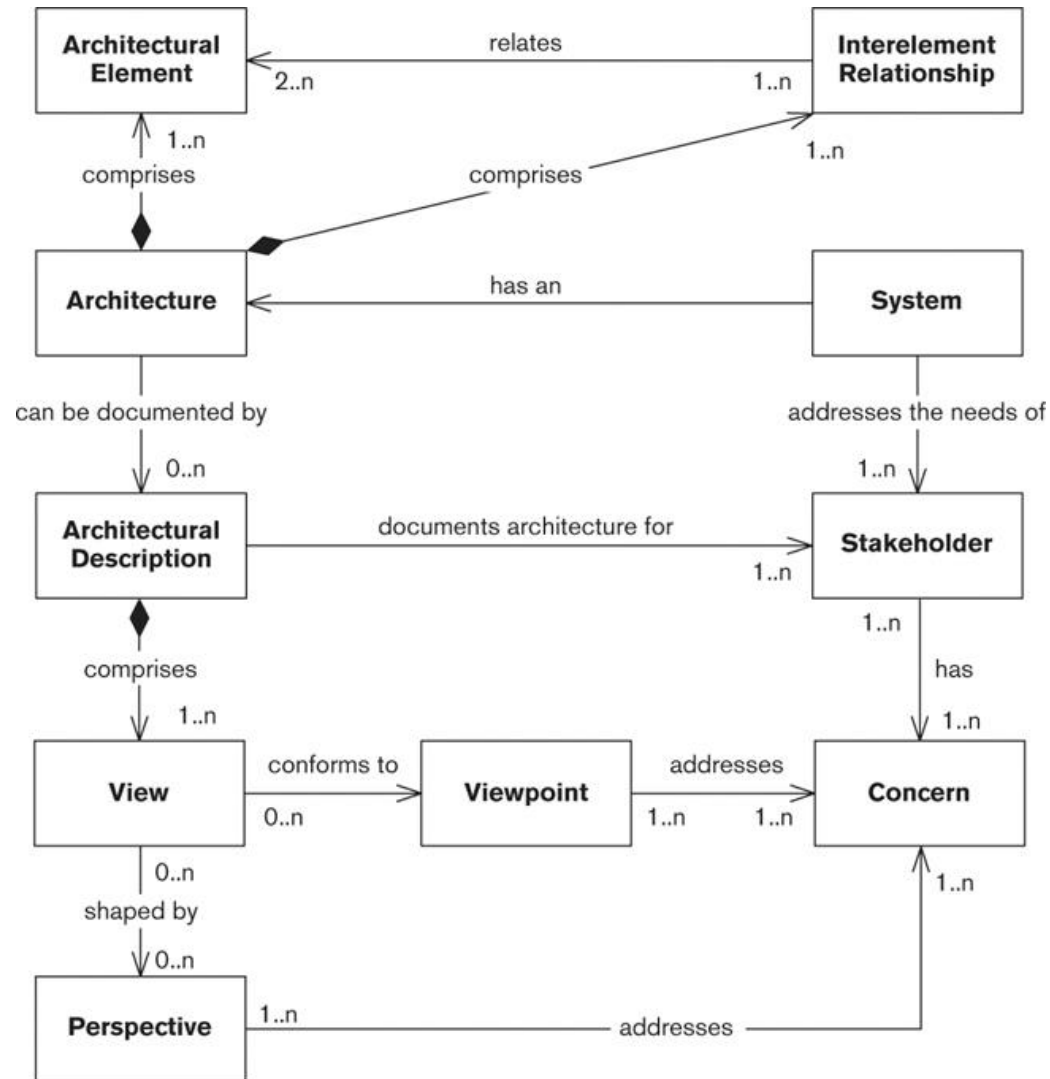 Architectural
Element
relates
2..n
1..n
Interelement
Relationship
1..n
comprises
comprises
1..n
Architecture
has an
System
can be documented by
0..n
addresses the needs of
1..n
Architectural
Description
documents architecture for
1..n
Stakeholder
comprises
1..n
1..n
has
1..n
View
conforms to
0..n
Viewpoint
addresses
1..n
1..n
Concern
0..n
shaped by
0..n
1..n
Perspective
1..n
addresses